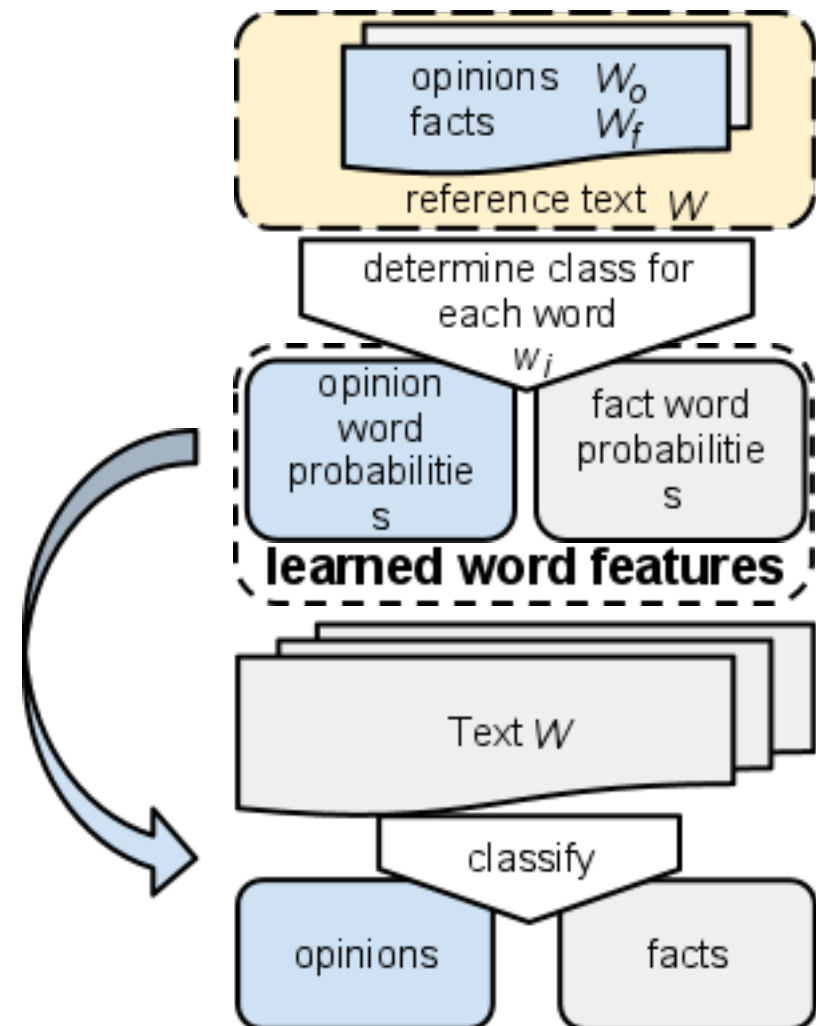 opinions W_o
facts W_f
reference text W
determine class for
each word
w_i
opinion
word
probabilitie
s
fact word
probabilitie
s
learned word features
Text W
classify
opinions
facts